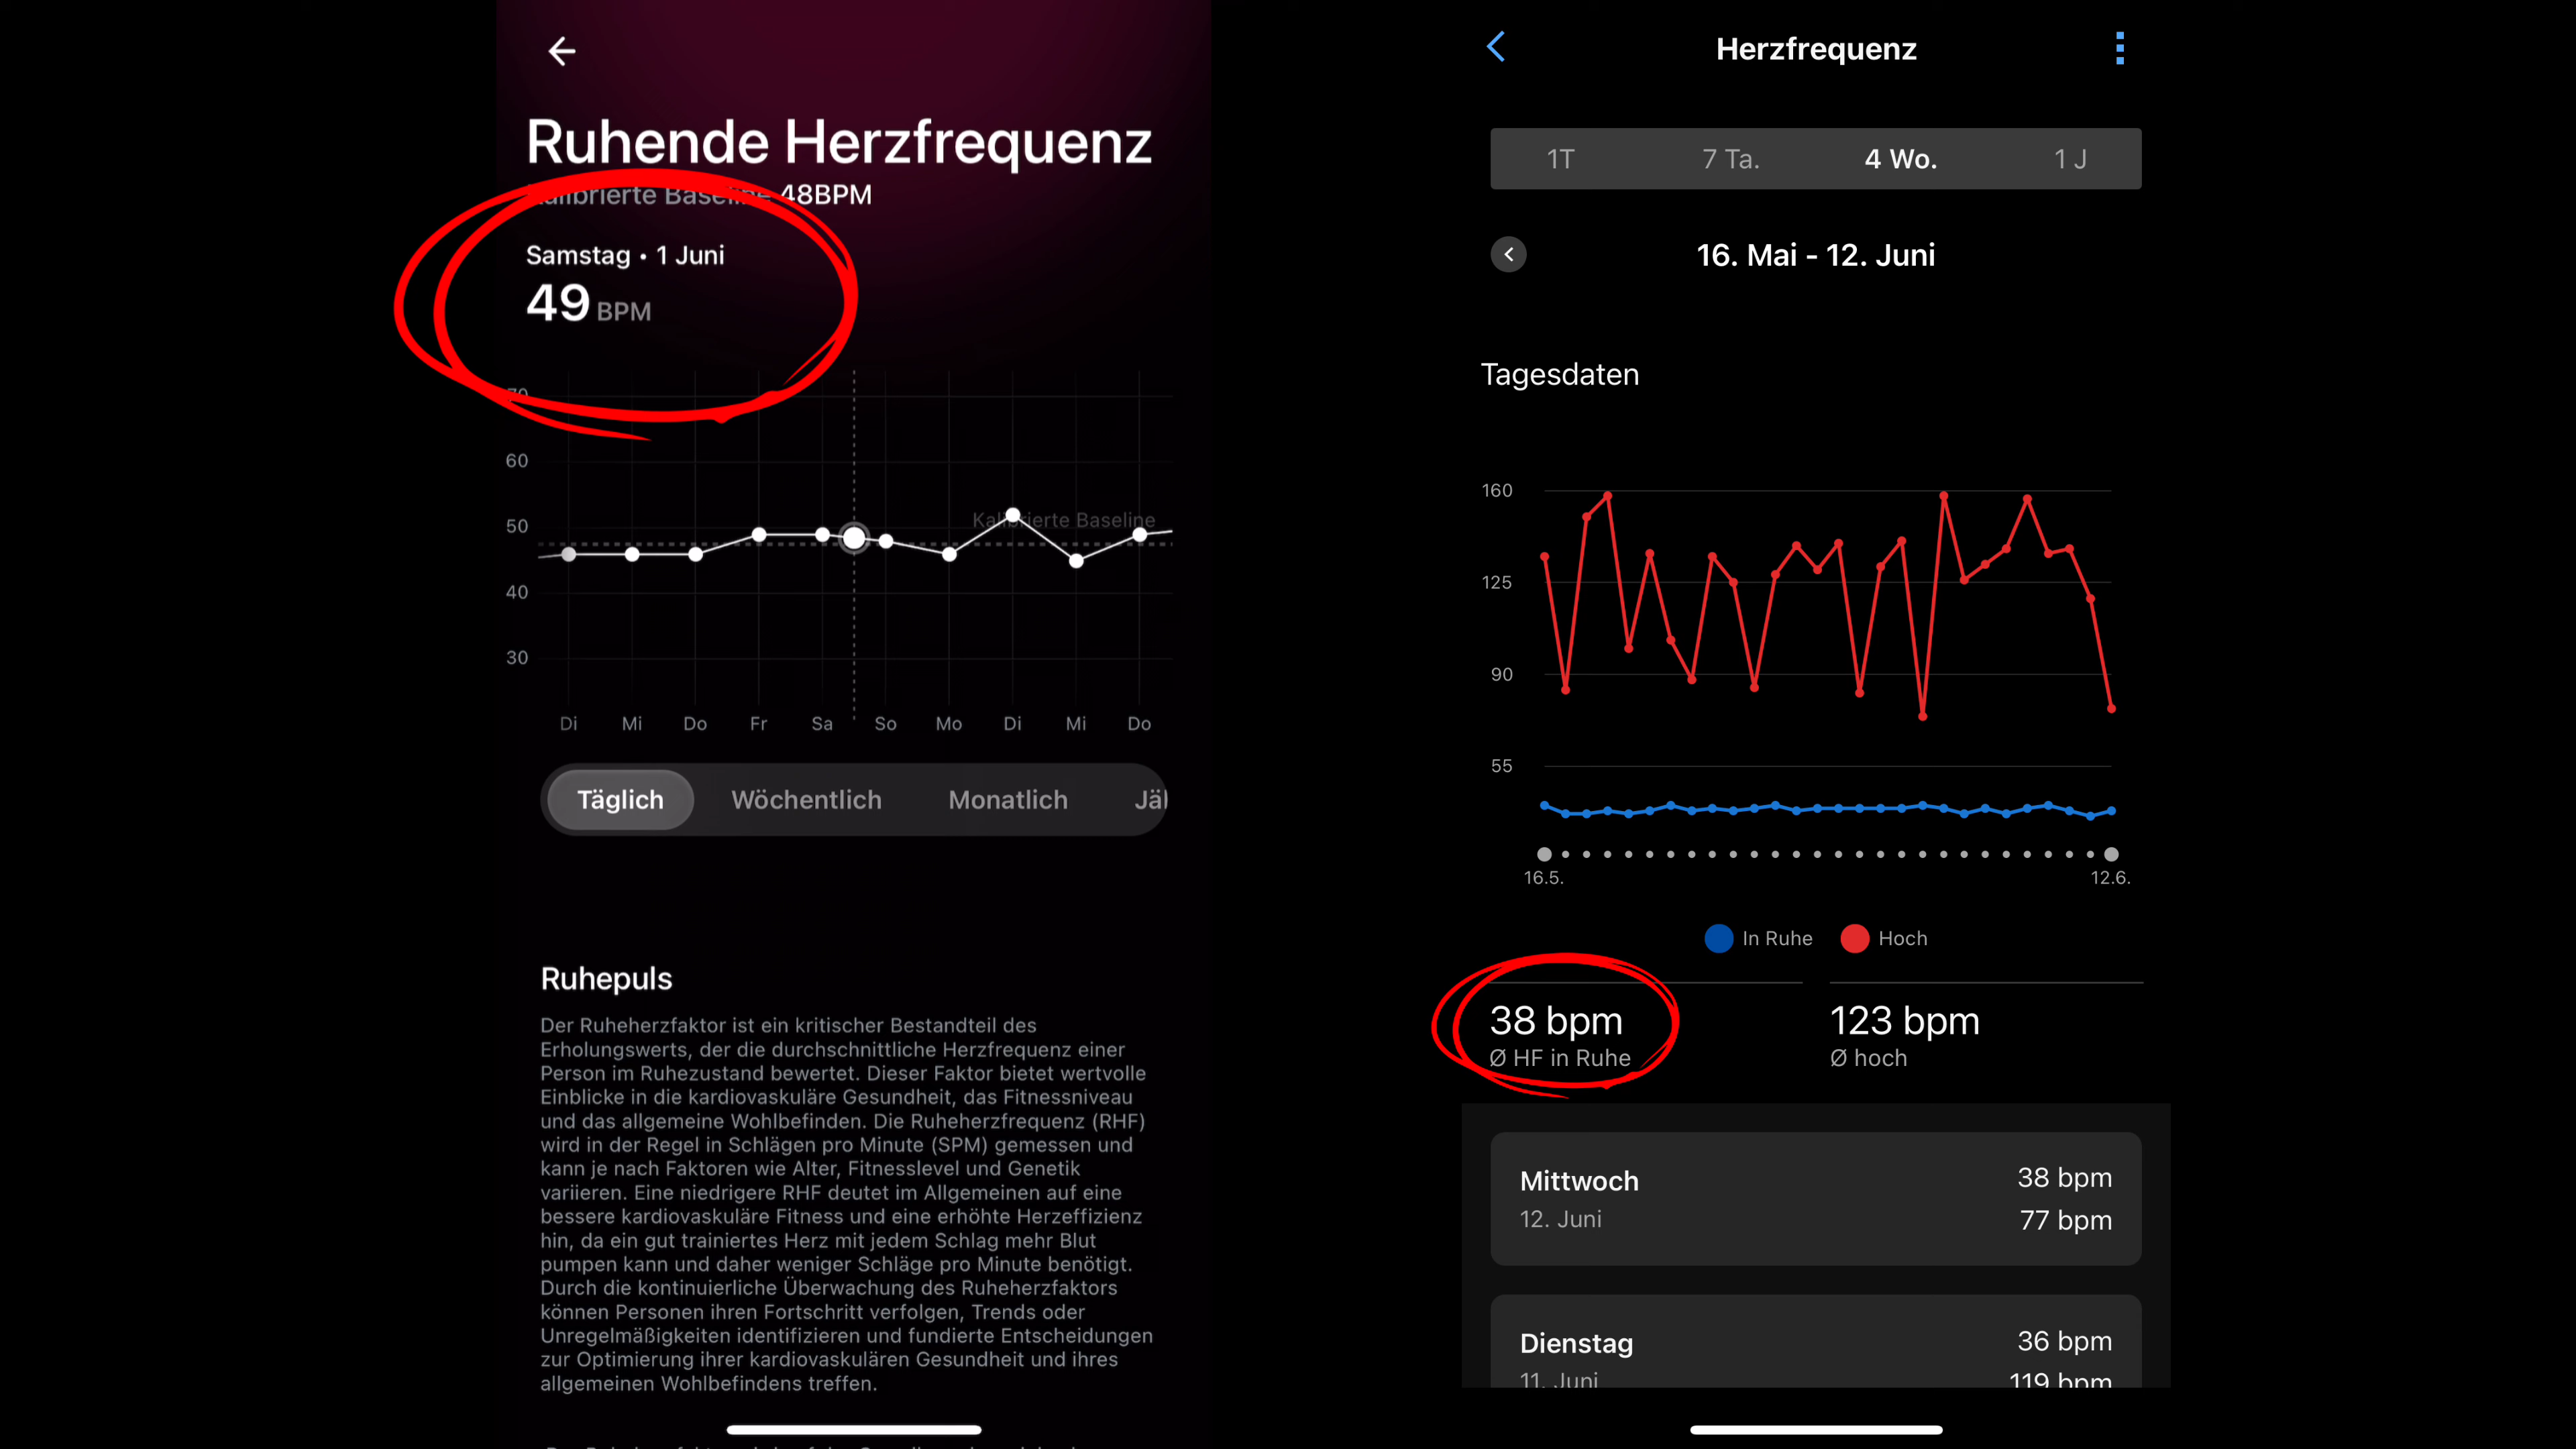 Ruhende Herzfrequenz
Kalibrierte Baseline 48BPM
Samstag • 1 Juni
49 BPM
70
60
50
40
30
Kalibrierte Baseline
Di Mi Do Fr Sa So Mo Di Mi Do
Täglich Wöchentlich Monatlich Jäl
Ruhepuls
Der Ruheherzfaktor ist ein kritischer Bestandteil des
Erholungswerts, der die durchschnittliche Herzfrequenz einer
Person im Ruhezustand bewertet. Dieser Faktor bietet wertvolle
Einblicke in die kardiovaskuläre Gesundheit, das Fitnessniveau
und das allgemeine Wohlbefinden. Die Ruheherzfrequenz (RHF)
wird in der Regel in Schlägen pro Minute (SPM) gemessen und
kann je nach Faktoren wie Alter, Fitnesslevel und Genetik
variieren. Eine niedrigere RHF deutet im Allgemeinen auf eine
bessere kardiovaskuläre Fitness und eine erhöhte Herzeffizienz
hin, da ein gut trainiertes Herz mit jedem Schlag mehr Blut
pumpen kann und daher weniger Schläge pro Minute benötigt.
Durch die kontinuierliche Überwachung des Ruheherzfaktors
können Personen ihren Fortschritt verfolgen, Trends oder
Unregelmäßigkeiten identifizieren und fundierte Entscheidungen
zur Optimierung ihrer kardiovaskulären Gesundheit und ihres
allgemeinen Wohlbefindens treffen.
Herzfrequenz
1T 7 Ta. 4 Wo. 1 J
16. Mai - 12. Juni
Tagesdaten
160
125
90
55
16.5. 12.6.
In Ruhe Hoch
38 bpm 123 bpm
Ø HF in Ruhe Ø hoch
Mittwoch 38 bpm
12. Juni 77 bpm
Dienstag 36 bpm
11. Juni 119 bpm